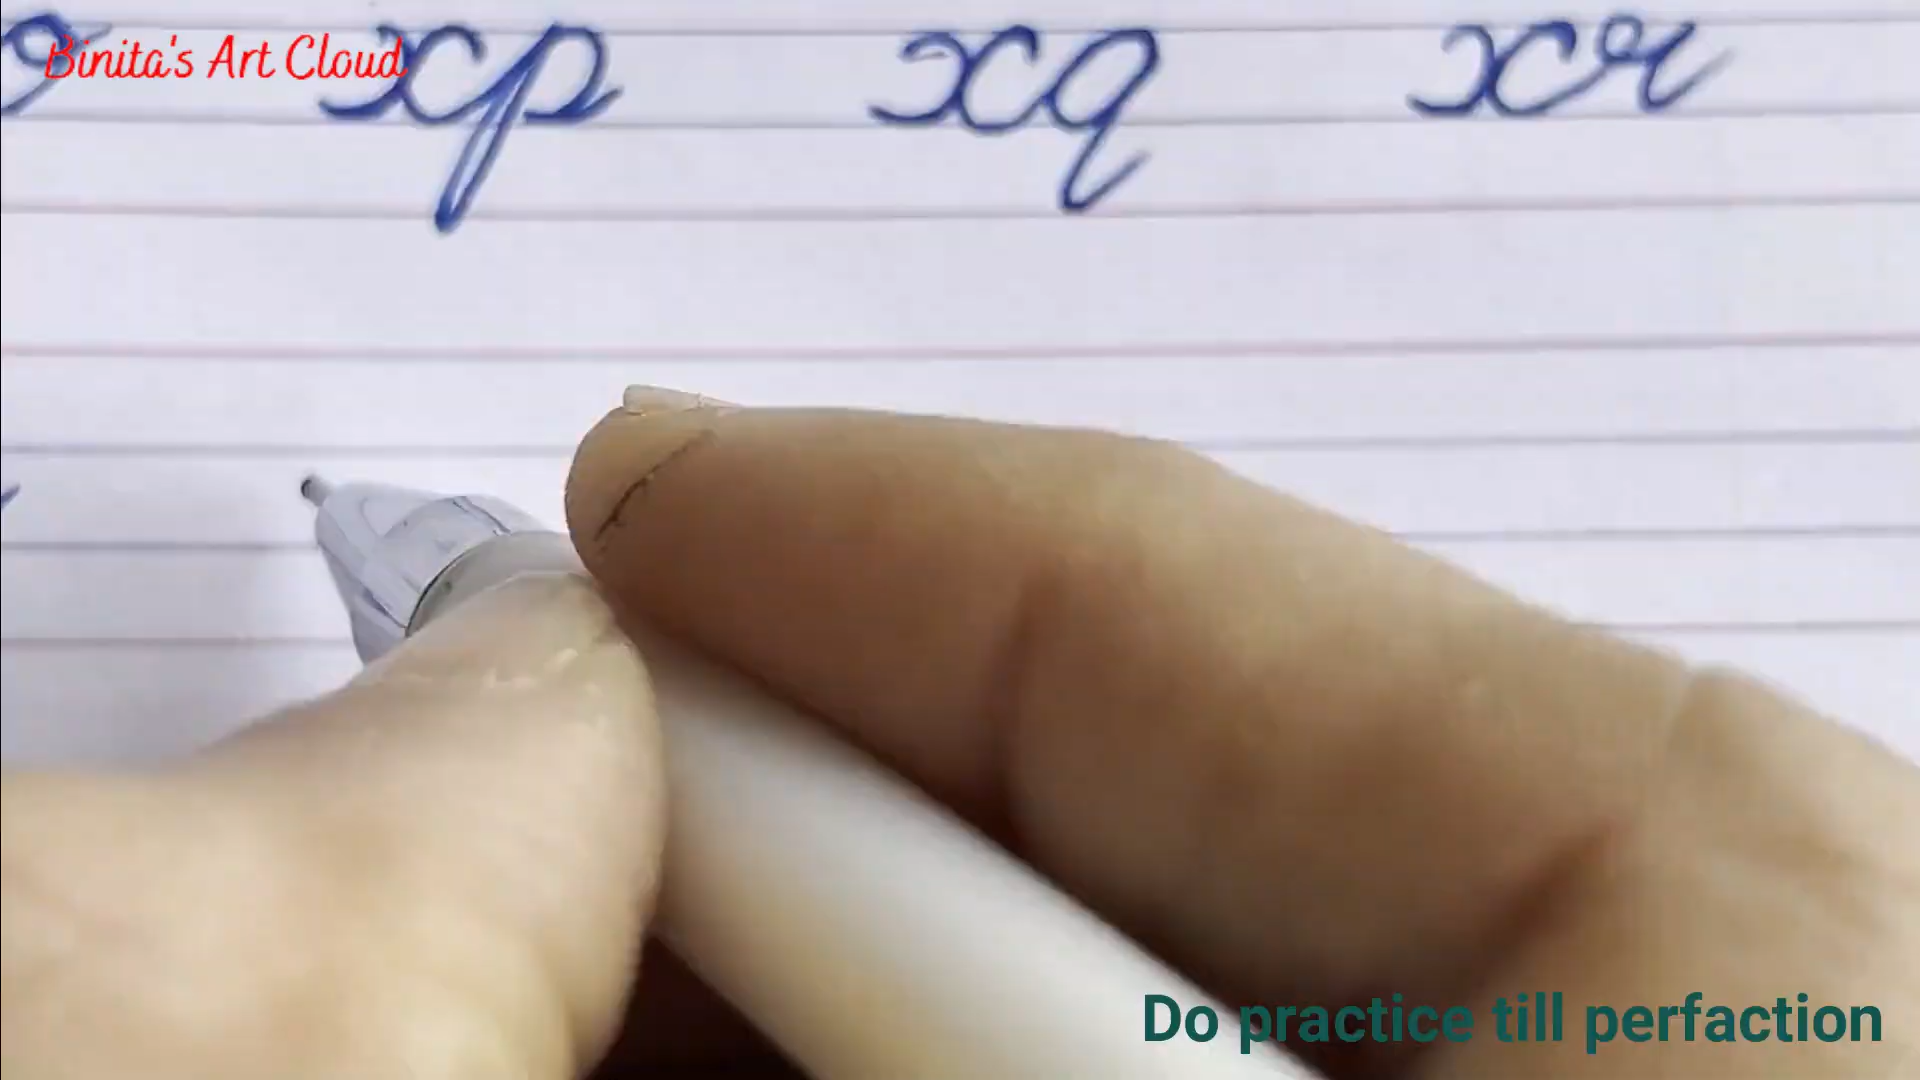 Binita's Art Cloud
xp xq xr
Do practice till perfaction